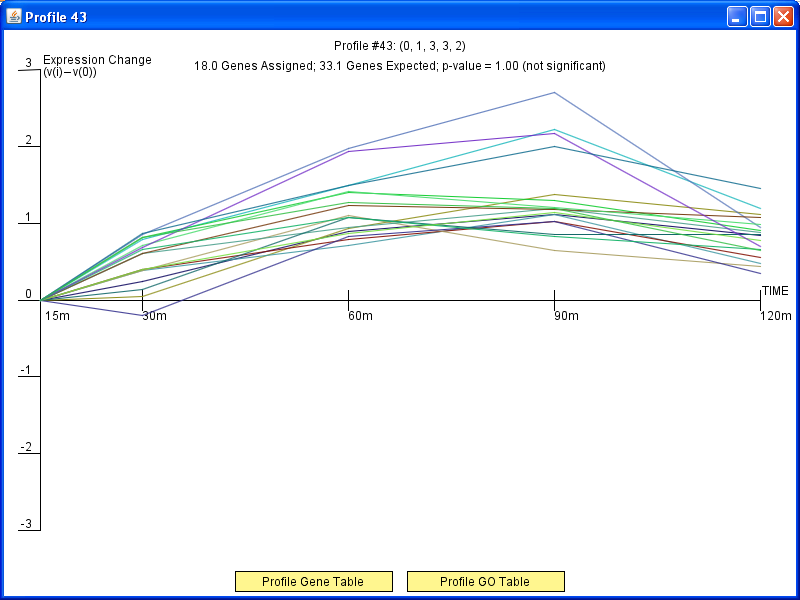 Profile 43
Profile #43: (0, 1, 3, 3, 2)
18.0 Genes Assigned; 33.1 Genes Expected; p-value = 1.00 (not significant)
Expression Change
(v(i)−v(0))
3
2
1
0
-1
-2
-3
TIME
15m 30m 60m 90m 120m
Profile Gene Table Profile GO Table